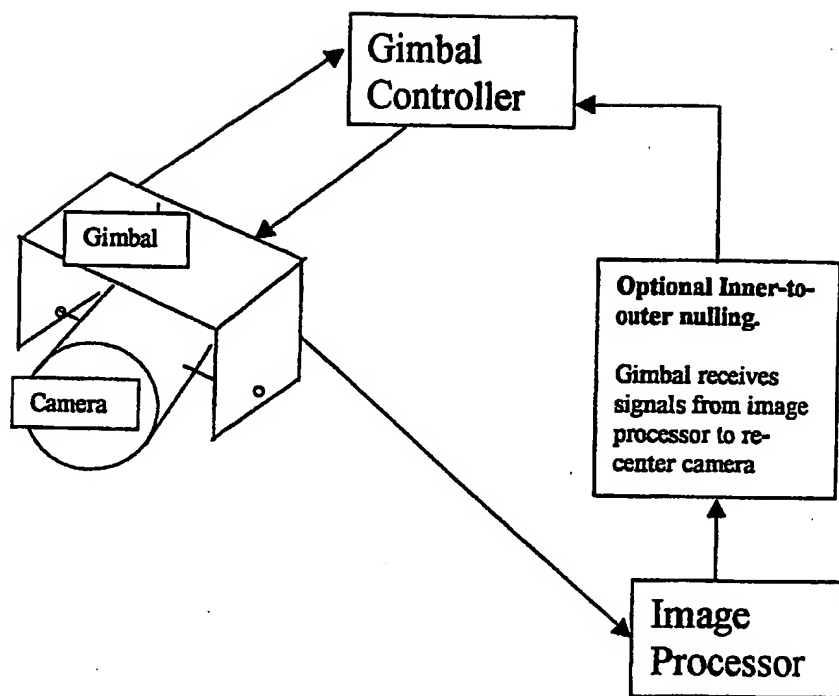 Gimbal
Controller
Gimbal
Optional Inner-to-
outer nulling.
Gimbal receives
signals from image
processor to re-
center camera
Camera
Image
Processor